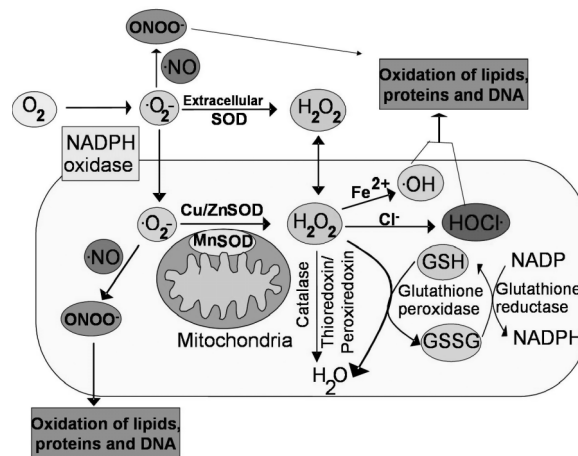 ONOO-
·NO
Oxidation of lipids,
proteins and DNA
O2
·O2-
Extracellular
SOD
H2O2
NADPH
oxidase
·OH
Fe2+
·O2-
Cu/ZnSOD
H2O2
Cl-
HOCl·
MnSOD
·NO
GSH
NADP
Catalase
Thioredoxin/
Peroxiredoxin
Glutathione
peroxidase
Glutathione
reductase
ONOO-
Mitochondria
GSSG
NADPH
H2O
Oxidation of lipids,
proteins and DNA